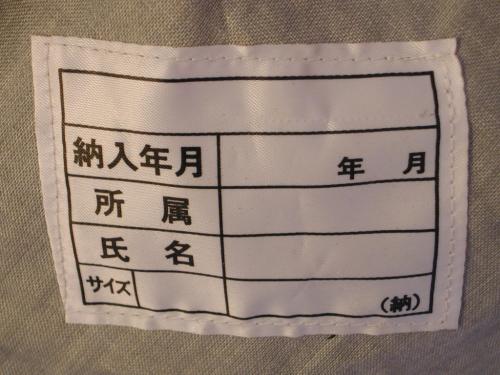 納入年月 年 月
所 属
氏 名
サイズ (納)